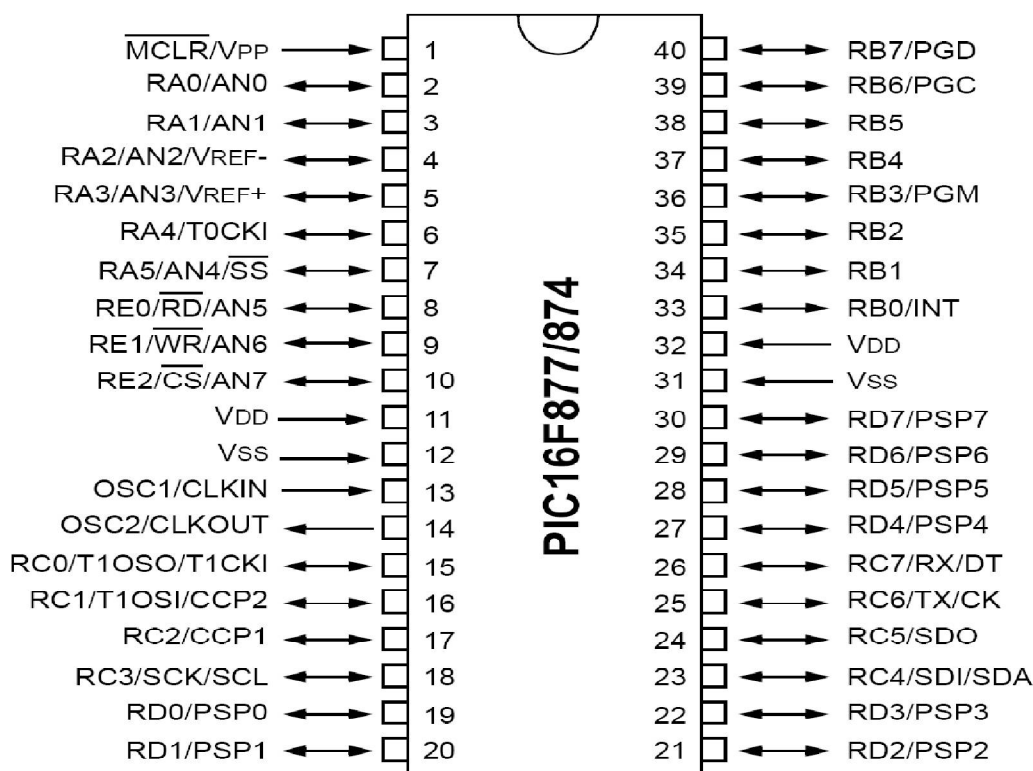 MCLR/VPP 1 40 RB7/PGD
RA0/AN0 2 39 RB6/PGC
RA1/AN1 3 38 RB5
RA2/AN2/VREF- 4 37 RB4
RA3/AN3/VREF+ 5 36 RB3/PGM
RA4/T0CKI 6 35 RB2
RA5/AN4/SS 7 34 RB1
RE0/RD/AN5 8 33 RB0/INT
RE1/WR/AN6 9 32 VDD
RE2/CS/AN7 10 31 VSS
VDD 11 30 RD7/PSP7
VSS 12 29 RD6/PSP6
OSC1/CLKIN 13 28 RD5/PSP5
OSC2/CLKOUT 14 27 RD4/PSP4
RC0/T1OSO/T1CKI 15 26 RC7/RX/DT
RC1/T1OSI/CCP2 16 25 RC6/TX/CK
RC2/CCP1 17 24 RC5/SDO
RC3/SCK/SCL 18 23 RC4/SDI/SDA
RD0/PSP0 19 22 RD3/PSP3
RD1/PSP1 20 21 RD2/PSP2
PIC16F877/874